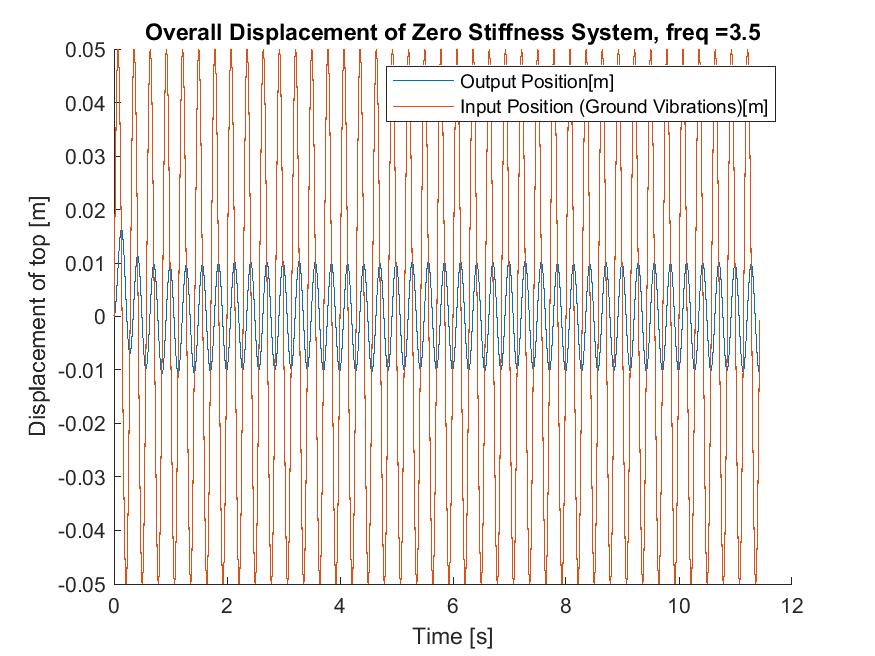 Overall Displacement of Zero Stiffness System, freq =3.5
0.05
0.04
0.03
0.02
0.01
0
-0.01
-0.02
-0.03
-0.04
-0.05
Displacement of top [m]
Output Position[m]
Input Position (Ground Vibrations)[m]
0 2 4 6 8 10 12
Time [s]